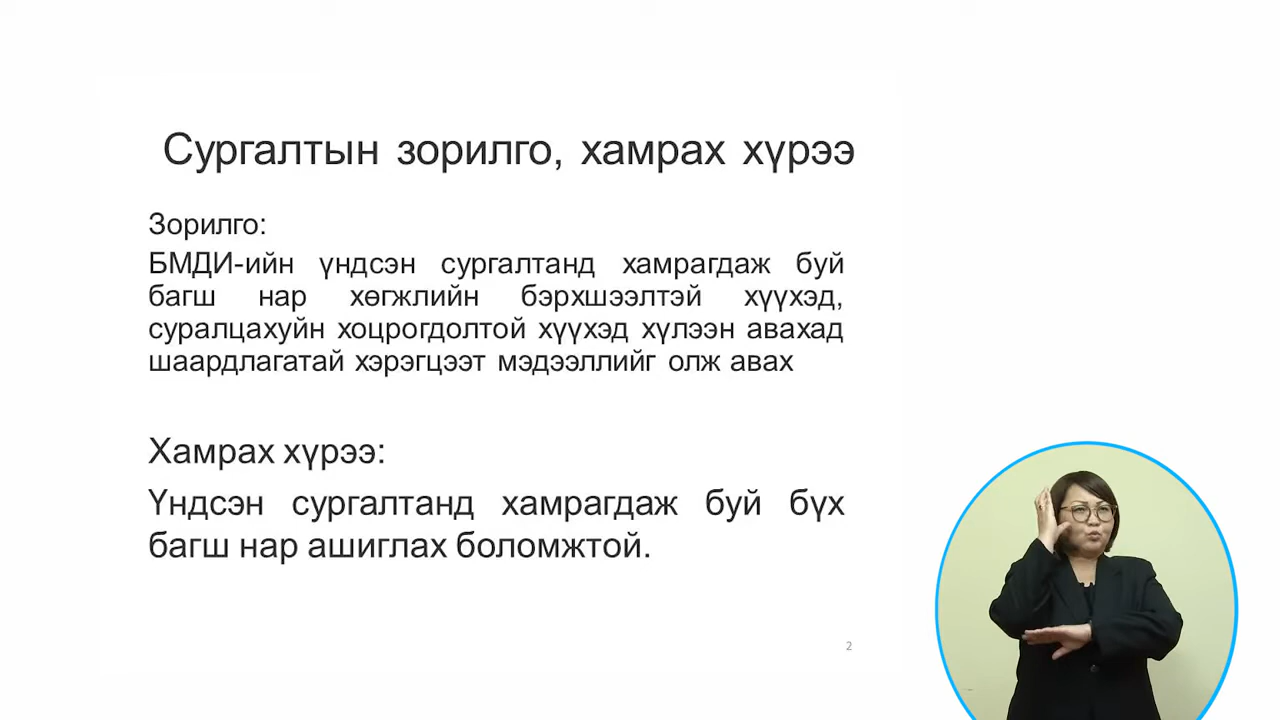 Сургалтын зорилго, хамрах хүрээ
Зорилго:
БМДИ-ийн үндсэн сургалтанд хамрагдаж буй
багш нар хөгжлийн бэрхшээлтэй хүүхэд,
суралцахуйн хоцрогдолтой хүүхэд хүлээн авахад
шаардлагатай хэрэгцээт мэдээллийг олж авах
Хамрах хүрээ:
Үндсэн сургалтанд хамрагдаж буй бүх
багш нар ашиглах боломжтой.
2